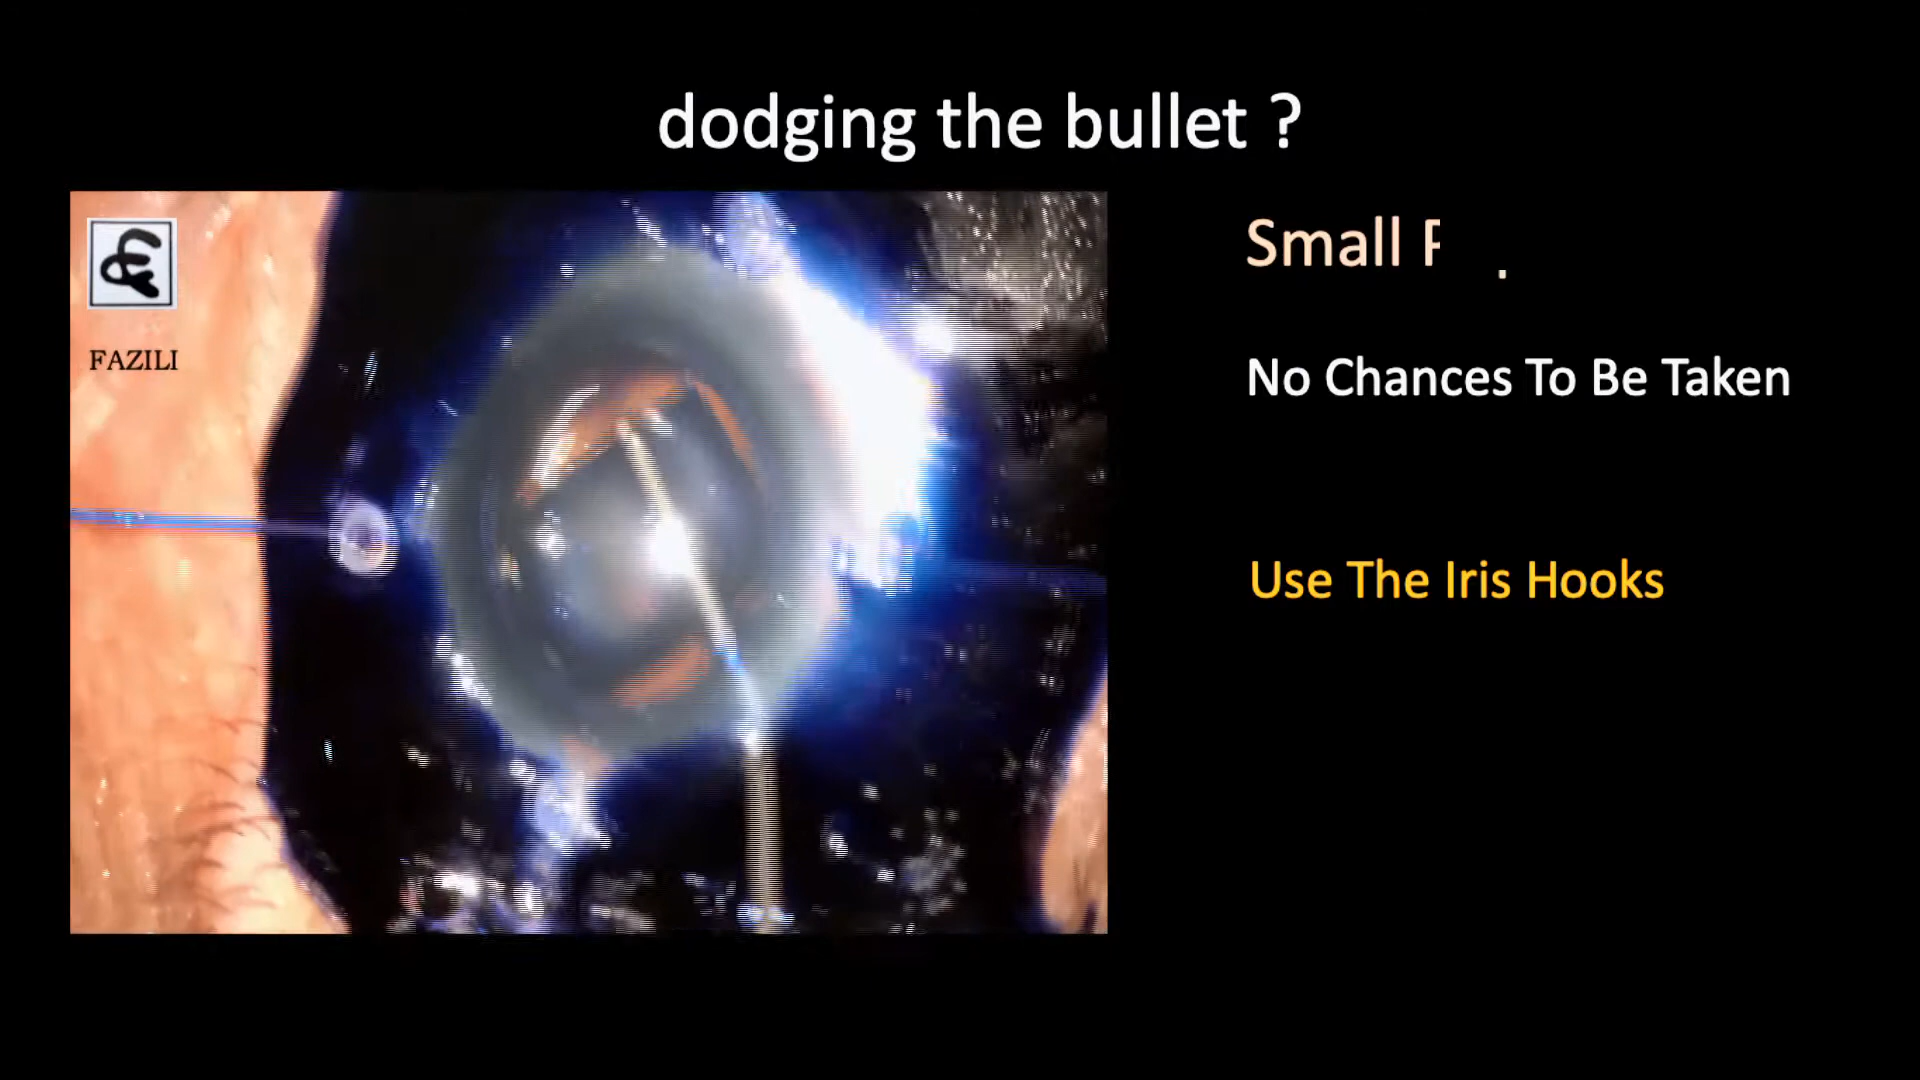 dodging the bullet ?
FAZILI
Small
No Chances To Be Taken
Use The Iris Hooks